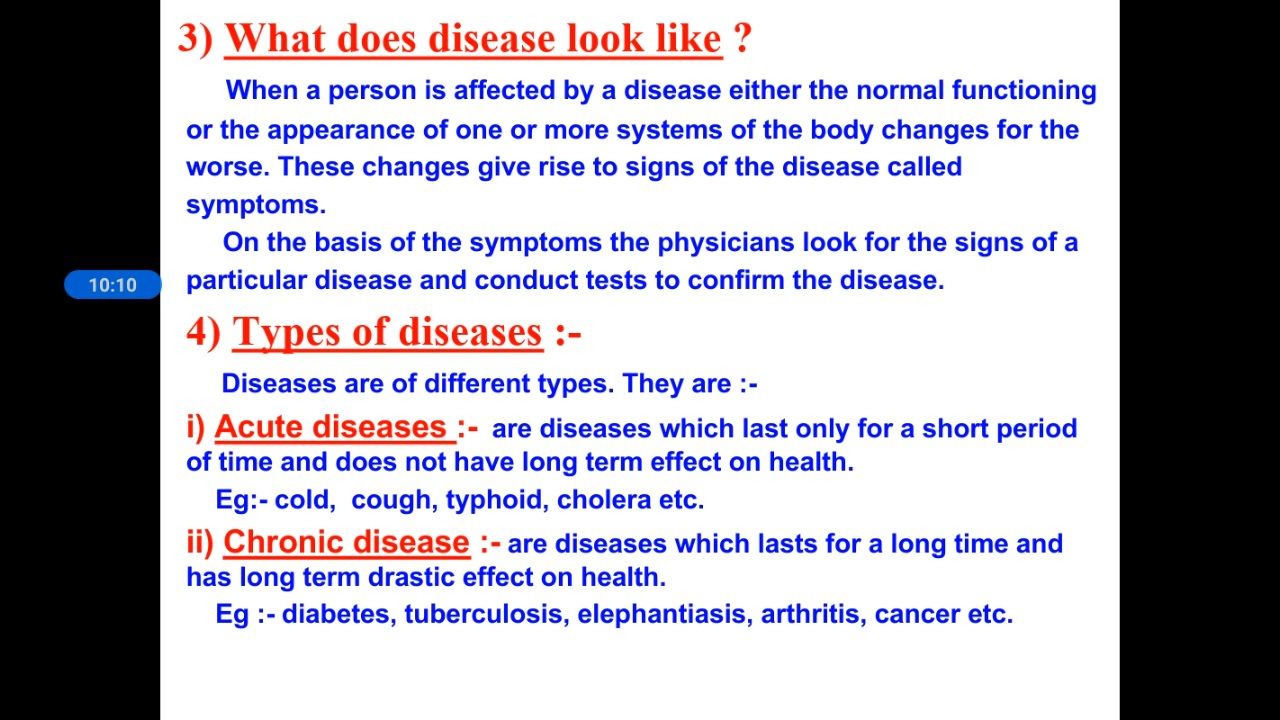 3) What does disease look like ?
When a person is affected by a disease either the normal functioning
or the appearance of one or more systems of the body changes for the
worse. These changes give rise to signs of the disease called
symptoms.
On the basis of the symptoms the physicians look for the signs of a
particular disease and conduct tests to confirm the disease.
10:10
4) Types of diseases :-
Diseases are of different types. They are :-
i) Acute diseases :- are diseases which last only for a short period
of time and does not have long term effect on health.
Eg:- cold, cough, typhoid, cholera etc.
ii) Chronic disease :- are diseases which lasts for a long time and
has long term drastic effect on health.
Eg :- diabetes, tuberculosis, elephantiasis, arthritis, cancer etc.